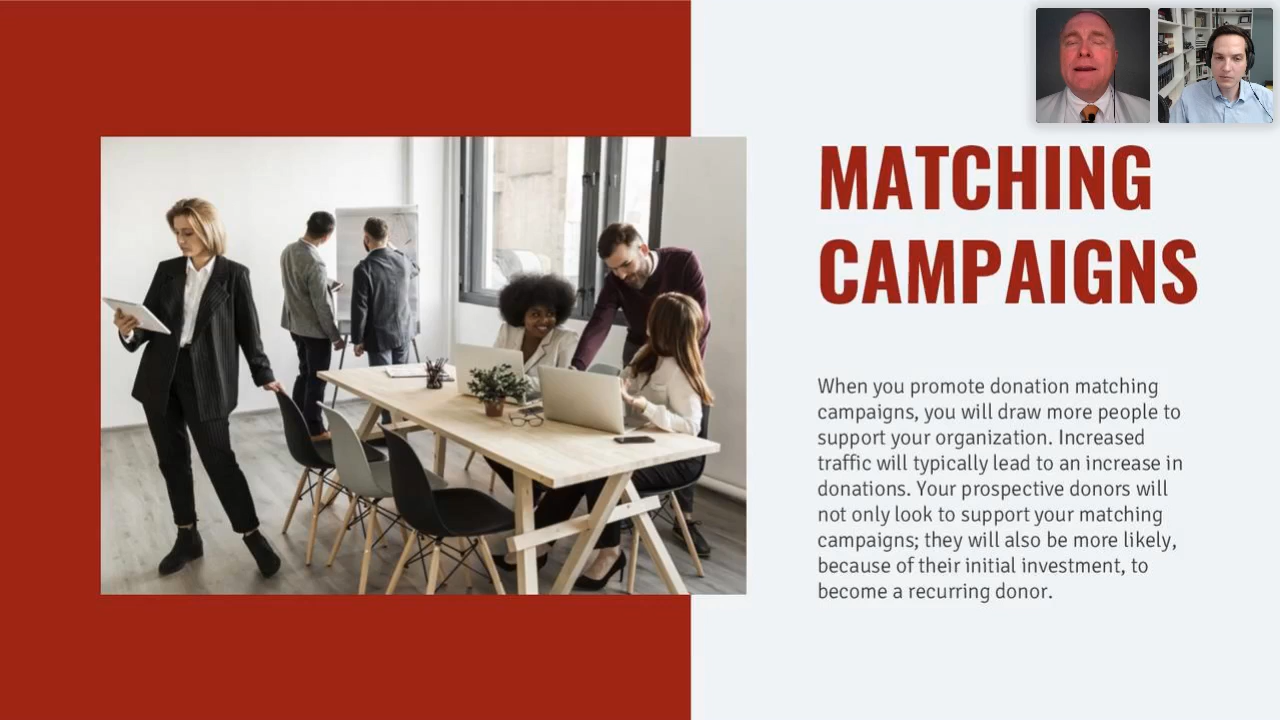 MATCHING
CAMPAIGNS
When you promote donation matching
campaigns, you will draw more people to
support your organization. Increased
traffic will typically lead to an increase in
donations. Your prospective donors will
not only look to support your matching
campaigns; they will also be more likely,
because of their initial investment, to
become a recurring donor.